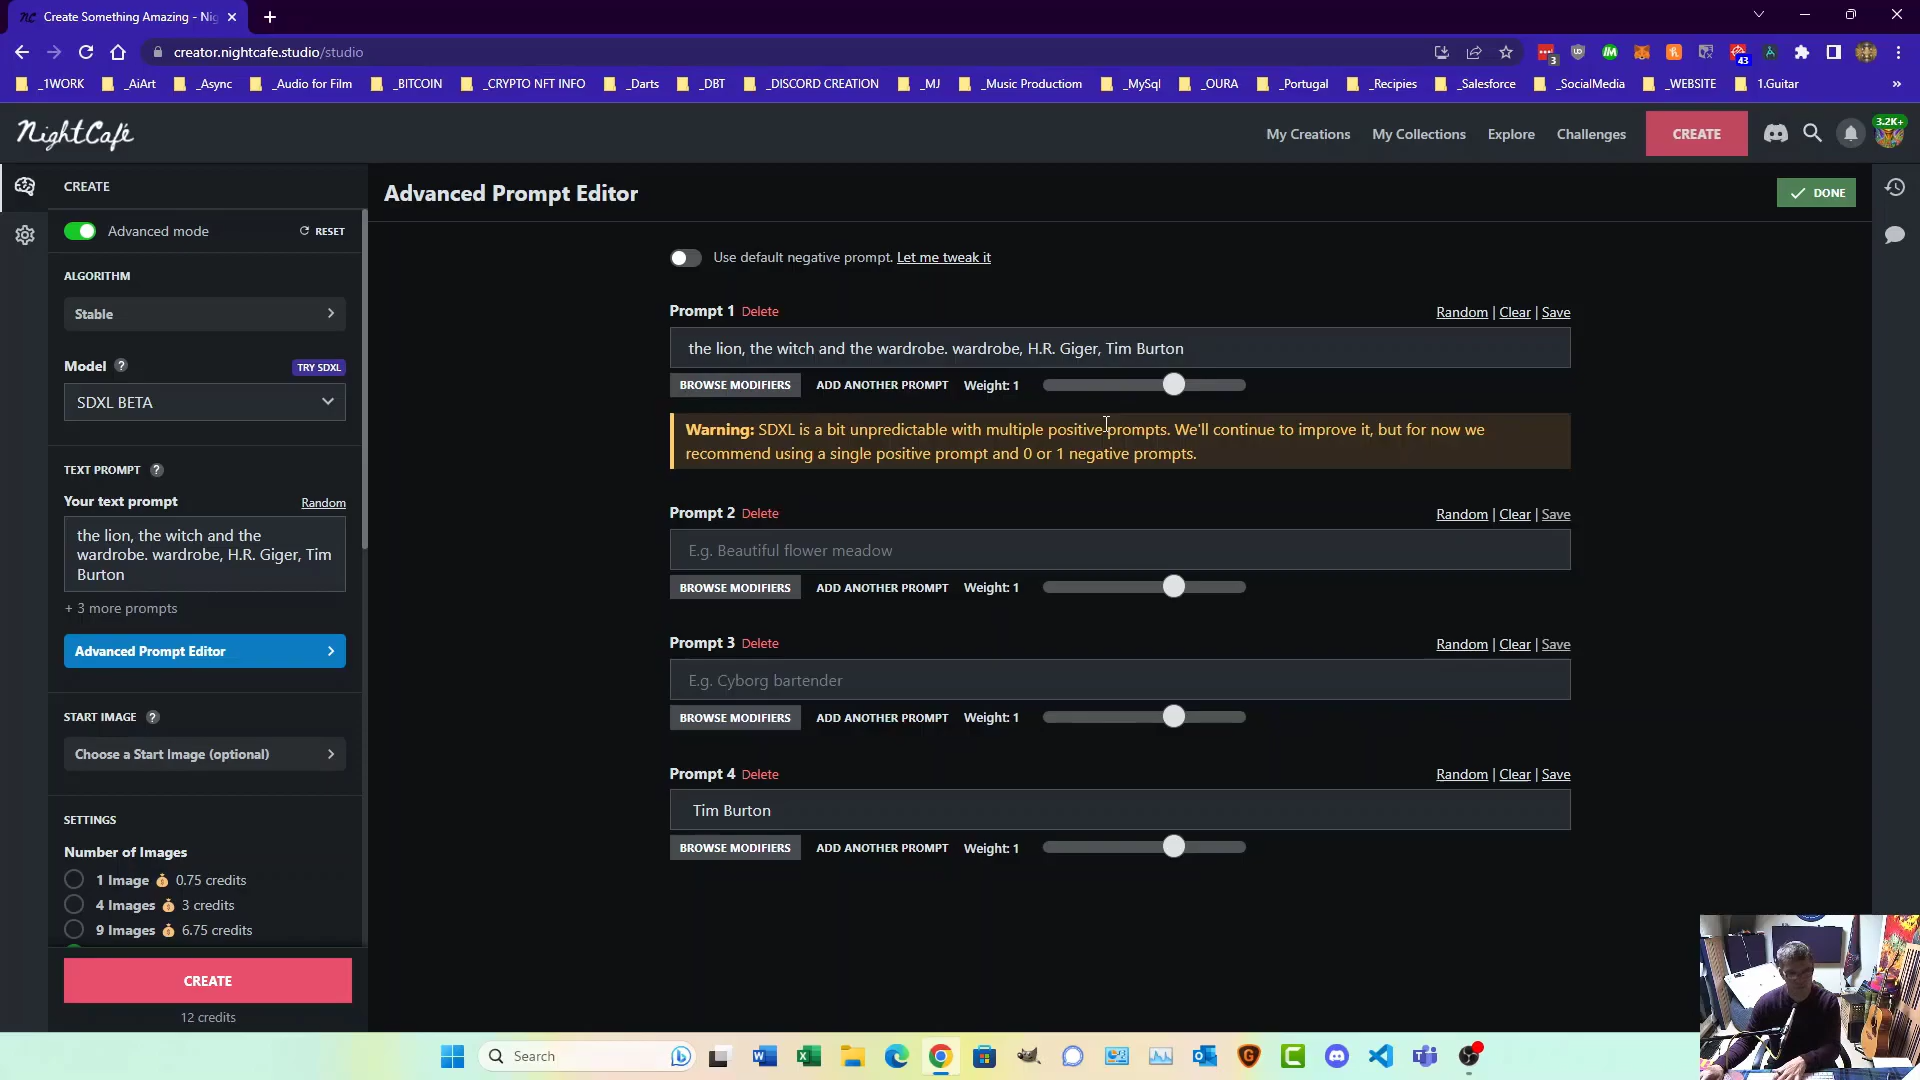 NC Create Something Amazing - Nig
creator.nightcafe.studio/studio
3
43
_1WORK
_AiArt
_Async
_Audio for Film
_BITCOIN
_CRYPTO NFT INFO
_Darts
_DBT
_DISCORD CREATION
_MJ
_Music Productiom
_MySql
_OURA
_Portugal
_Recipies
_Salesforce
_SocialMedia
_WEBSITE
1.Guitar
NightCafé
My Creations
My Collections
Explore
Challenges
CREATE
3.2K+
CREATE
Advanced mode
RESET
ALGORITHM
Stable
Model
TRY SDXL
SDXL BETA
TEXT PROMPT
Your text prompt
Random
the lion, the witch and the
wardrobe. wardrobe, H.R. Giger, Tim
Burton
+ 3 more prompts
Advanced Prompt Editor
START IMAGE
Choose a Start Image (optional)
SETTINGS
Number of Images
1 Image 0.75 credits
4 Images 3 credits
9 Images 6.75 credits
CREATE
12 credits
Advanced Prompt Editor
DONE
Use default negative prompt. Let me tweak it
Prompt 1 Delete
Random | Clear | Save
the lion, the witch and the wardrobe. wardrobe, H.R. Giger, Tim Burton
BROWSE MODIFIERS ADD ANOTHER PROMPT Weight: 1
Warning: SDXL is a bit unpredictable with multiple positive prompts. We'll continue to improve it, but for now we
recommend using a single positive prompt and 0 or 1 negative prompts.
Prompt 2 Delete
Random | Clear | Save
E.g. Beautiful flower meadow
BROWSE MODIFIERS ADD ANOTHER PROMPT Weight: 1
Prompt 3 Delete
Random | Clear | Save
E.g. Cyborg bartender
BROWSE MODIFIERS ADD ANOTHER PROMPT Weight: 1
Prompt 4 Delete
Random | Clear | Save
Tim Burton
BROWSE MODIFIERS ADD ANOTHER PROMPT Weight: 1
Search